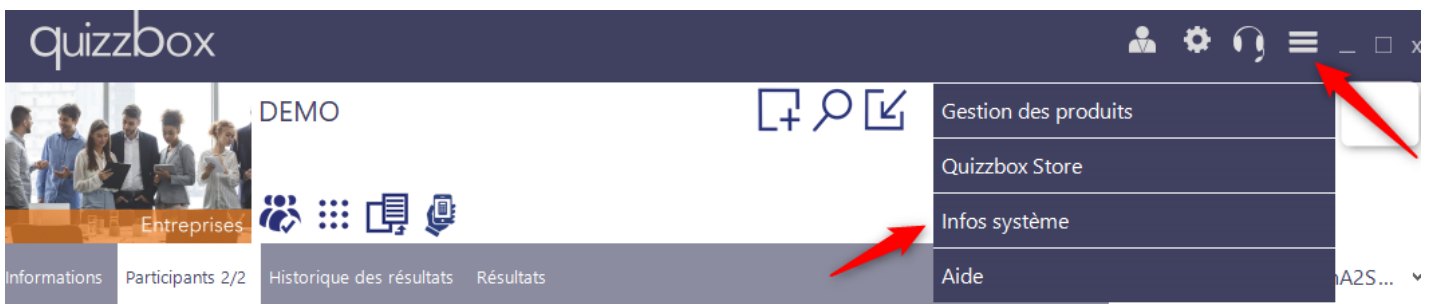 quizzbox
x
DEMO
Entreprises
Gestion des produits
Quizzbox Store
Infos système
Aide
Informations Participants 2/2 Historique des résultats Résultats
A2S...